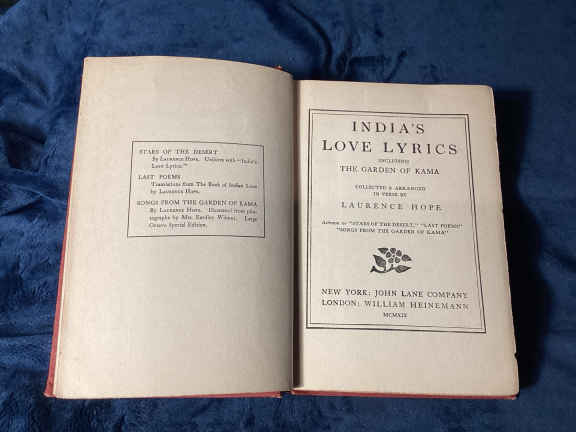 STARS OF THE DESERT
By Laurence Hope. Uniform with "India's
Love Lyrics."
LAST POEMS
Translations from The Book of Indian Love
by Laurence Hope.
SONGS FROM THE GARDEN OF KAMA
By Laurence Hope. Illustrated from pho-
tographs by Mrs. Eardley Wilmot. Large
Octavo Special Edition.
INDIA'S
LOVE LYRICS
INCLUDING
THE GARDEN OF KAMA
COLLECTED & ARRANGED
IN VERSE BY
LAURENCE HOPE
Author of "STARS OF THE DESERT," "LAST POEMS"
"SONGS FROM THE GARDEN OF KAMA"
NEW YORK: JOHN LANE COMPANY
LONDON: WILLIAM HEINEMANN
MCMXIX